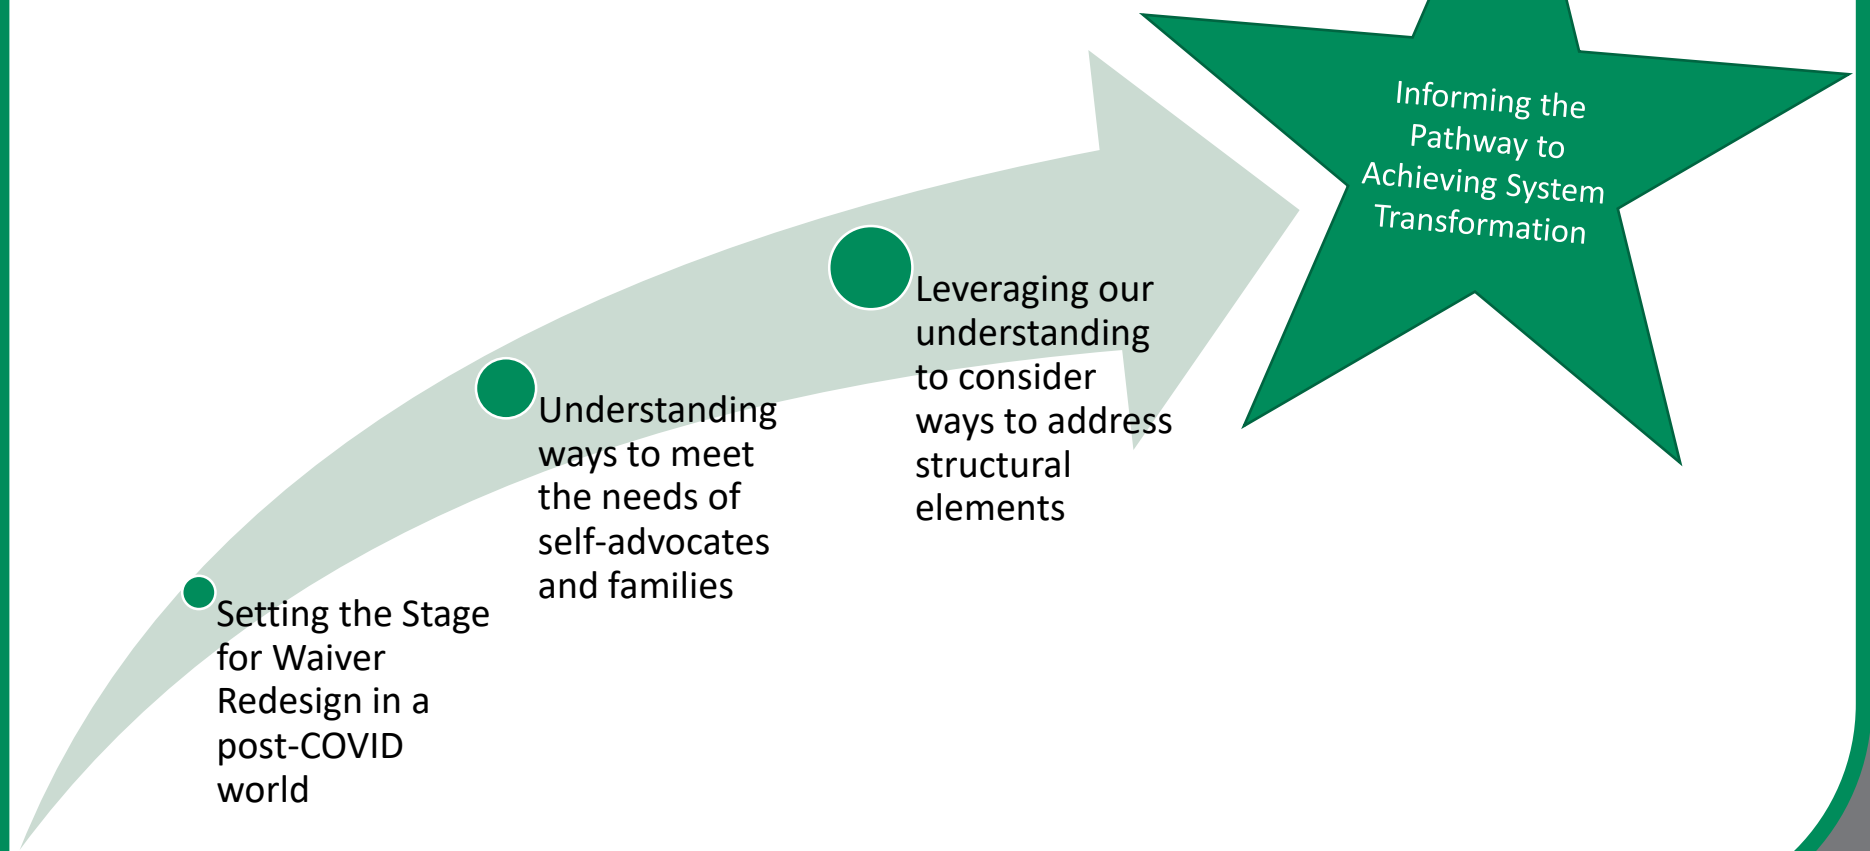 Informing the
Pathway to
Achieving System
Transformation
Leveraging our
understanding
to consider
ways to address
structural
elements
Understanding
ways to meet
the needs of
self-advocates
and families
Setting the Stage
for Waiver
Redesign in a
post-COVID
world